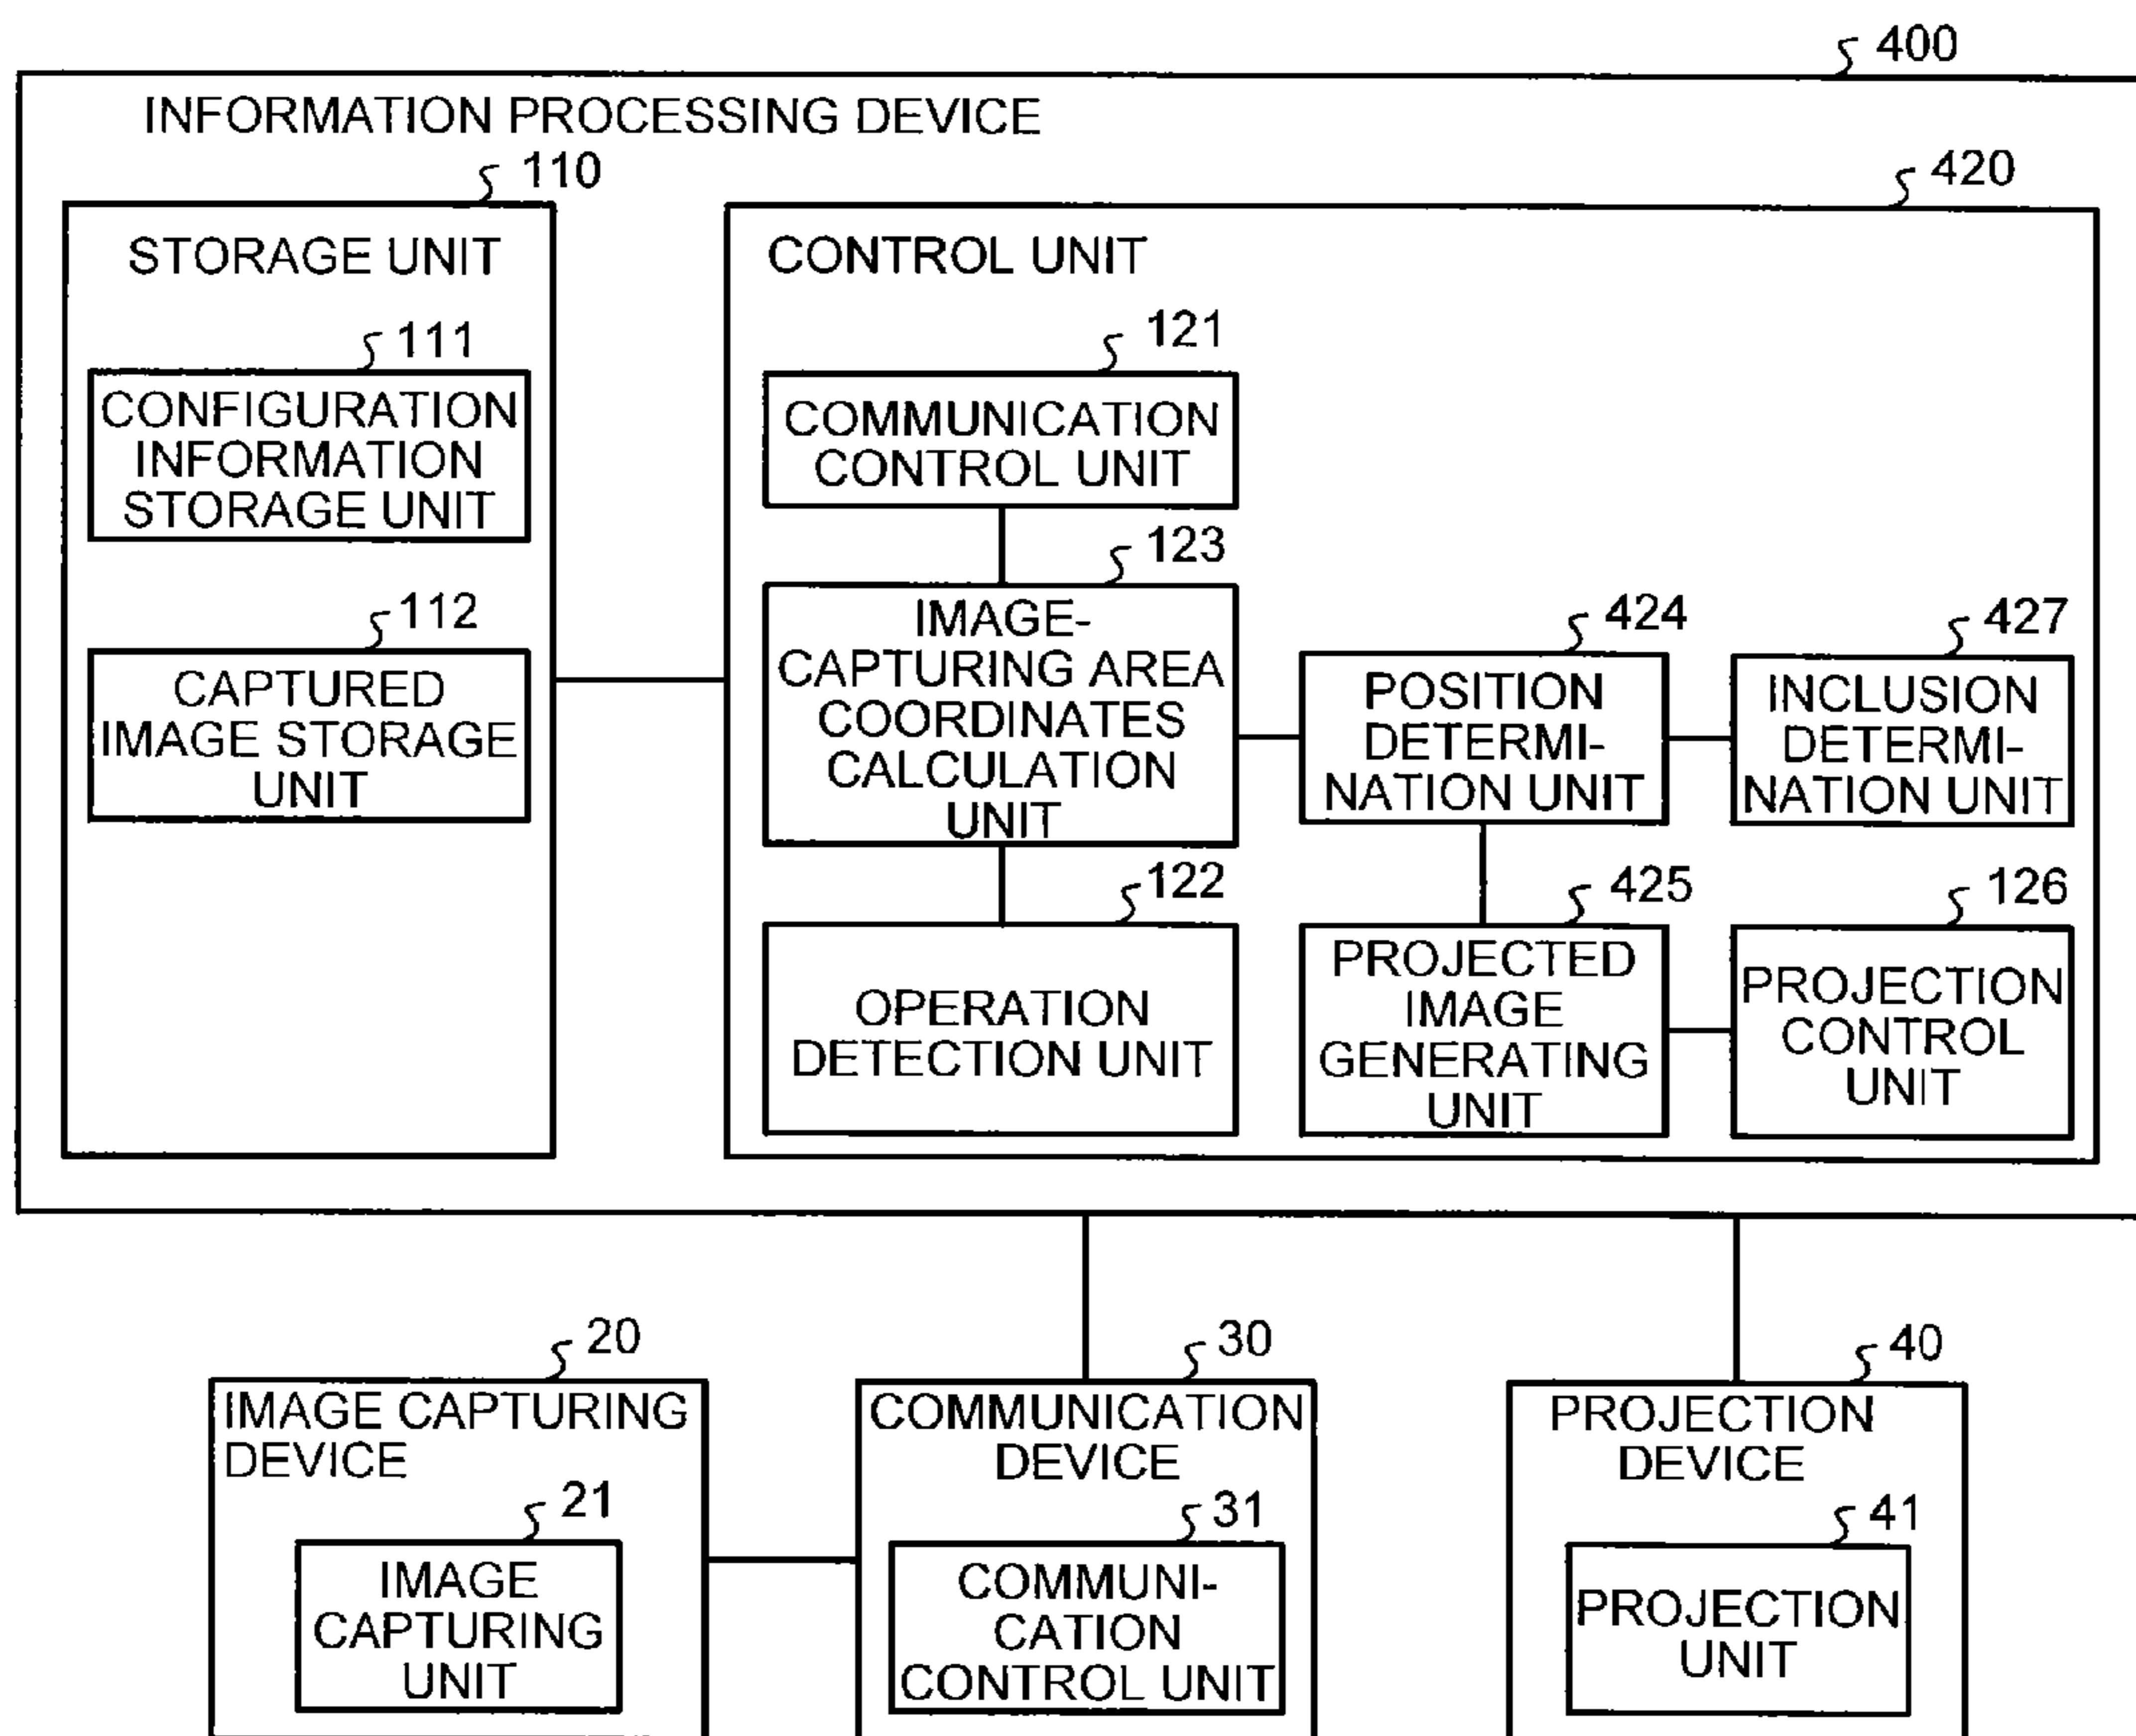 400
INFORMATION PROCESSING DEVICE
110
420
STORAGE UNIT
CONTROL UNIT
111
CONFIGURATION
INFORMATION
STORAGE UNIT
112
CAPTURED
IMAGE STORAGE
UNIT
121
COMMUNICATION
CONTROL UNIT
123
IMAGE-
CAPTURING AREA
COORDINATES
CALCULATION
UNIT
424
POSITION
DETERMI-
NATION UNIT
427
INCLUSION
DETERMI-
NATION UNIT
122
OPERATION
DETECTION UNIT
425
PROJECTED
IMAGE
GENERATING
UNIT
126
PROJECTION
CONTROL
UNIT
20
IMAGE CAPTURING
DEVICE
21
IMAGE
CAPTURING
UNIT
30
COMMUNICATION
DEVICE
31
COMMUNI-
CATION
CONTROL UNIT
40
PROJECTION
DEVICE
41
PROJECTION
UNIT